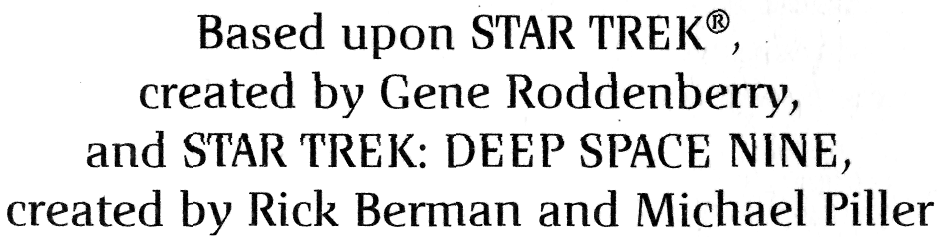 Based upon STAR TREK®,
created by Gene Roddenberry,
and STAR TREK: DEEP SPACE NINE,
created by Rick Berman and Michael Piller